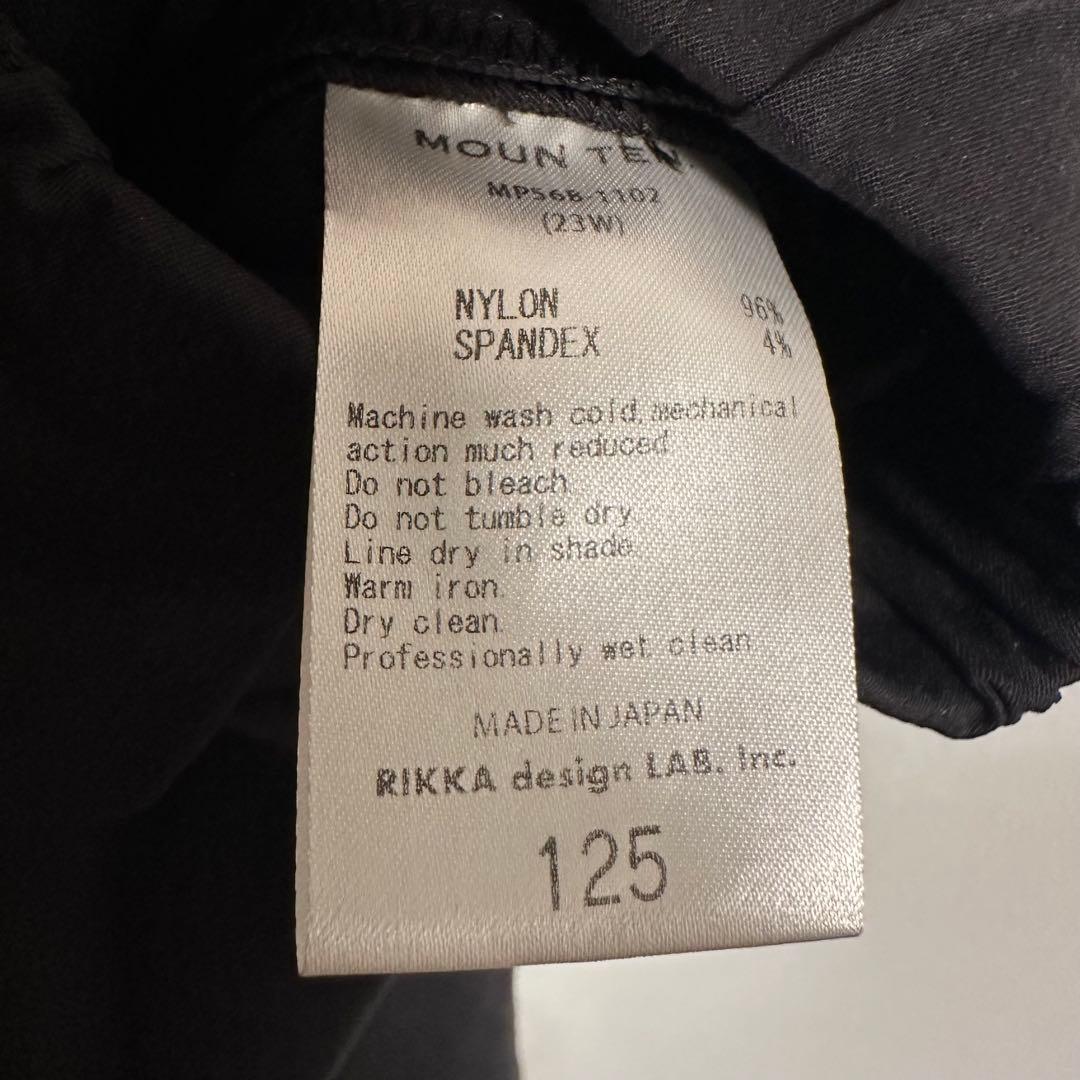 MOUN TEN.
MP56B-1102
(23W)
NYLON 96%
SPANDEX 4%
Machine wash cold, mechanical
action much reduced.
Do not bleach.
Do not tumble dry.
Line dry in shade.
Warm iron.
Dry clean.
Professionally wet clean.
MADE IN JAPAN
RIKKA design LAB. Inc.
125